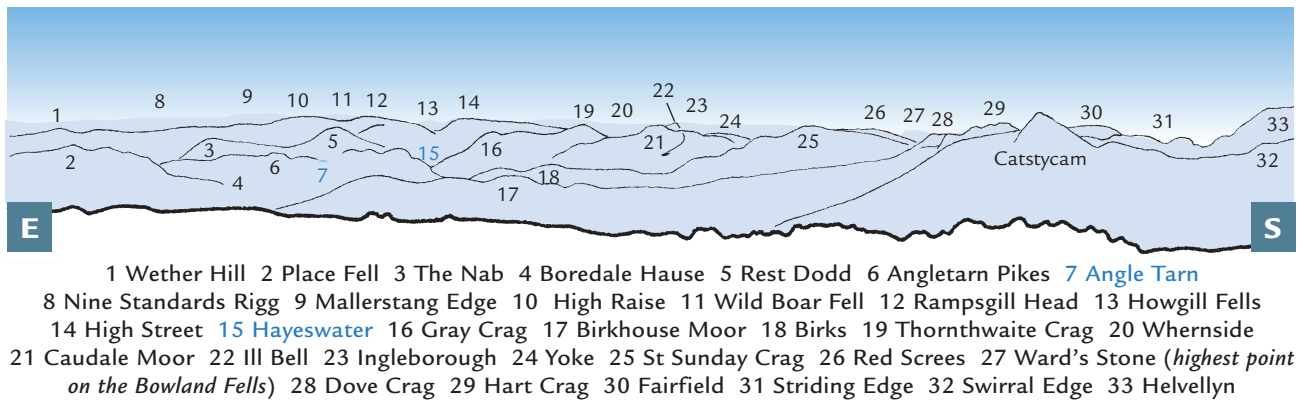 22
8 9 10 11 12 13 14 19 20 23 26 27 28 29 30 31 33
1 24
5 21 25
2 3 6 7 15 16 Catstycam 32
4 17 18
E S
1 Wether Hill 2 Place Fell 3 The Nab 4 Boredale Hause 5 Rest Dodd 6 Angletarn Pikes 7 Angle Tarn
8 Nine Standards Rigg 9 Mallerstang Edge 10 High Raise 11 Wild Boar Fell 12 Rampsgill Head 13 Howgill Fells
14 High Street 15 Hayeswater 16 Gray Crag 17 Birkhouse Moor 18 Birks 19 Thornthwaite Crag 20 Whernside
21 Caudale Moor 22 Ill Bell 23 Ingleborough 24 Yoke 25 St Sunday Crag 26 Red Screes 27 Ward's Stone (highest point
on the Bowland Fells) 28 Dove Crag 29 Hart Crag 30 Fairfield 31 Striding Edge 32 Swirral Edge 33 Helvellyn